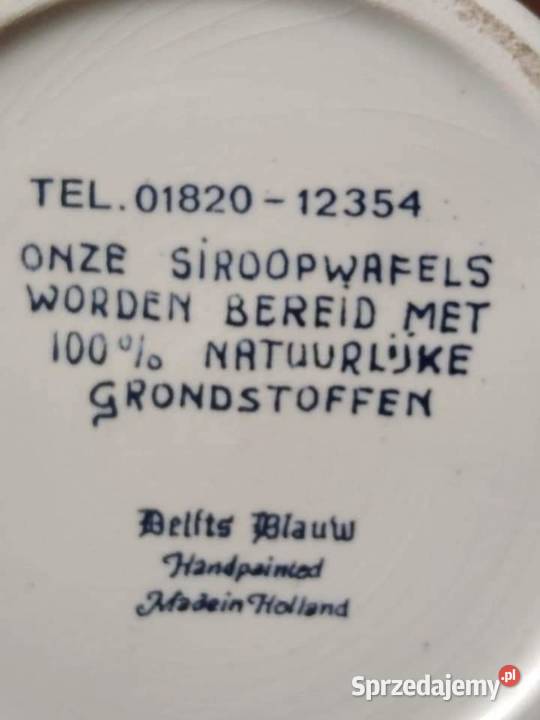 TEL. 01820 - 12354
ONZE SIROOPWAFELS
WORDEN BEREID MET
100% NATUURLIJKE
GRONDSTOFFEN
Delfts Blauw
Handpainted
Made in Holland
Sprzedajemy.pl